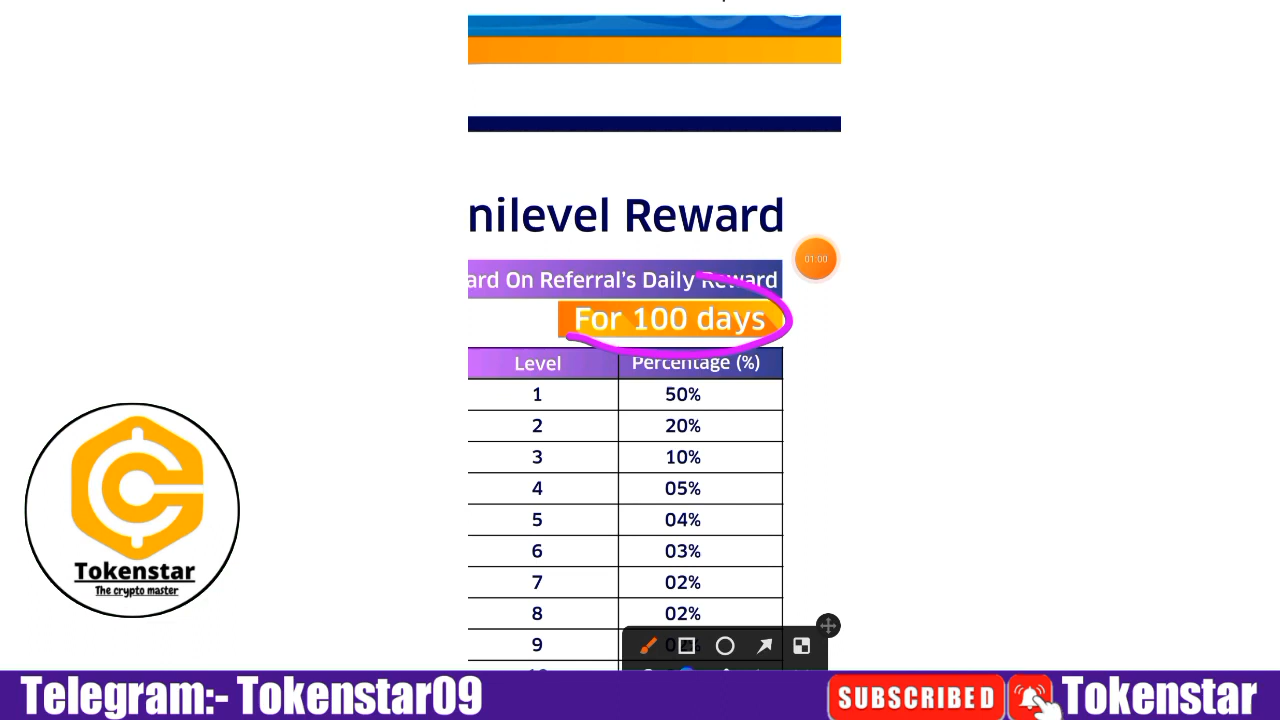 nilevel Reward
ard On Referral's Daily Reward
01:00
For 100 days
Level Percentage (%)
1 50%
2 20%
3 10%
4 05%
5 04%
6 03%
7 02%
8 02%
9
Tokenstar
The crypto master
Telegram:- Tokenstar09
SUBSCRIBED
Tokenstar